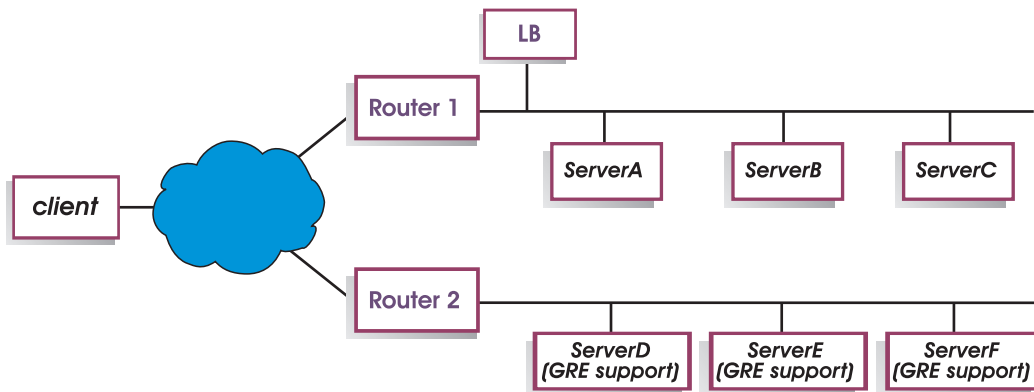 LB
Router 1
ServerA
ServerB
ServerC
client
Router 2
ServerD
(GRE support)
ServerE
(GRE support)
ServerF
(GRE support)